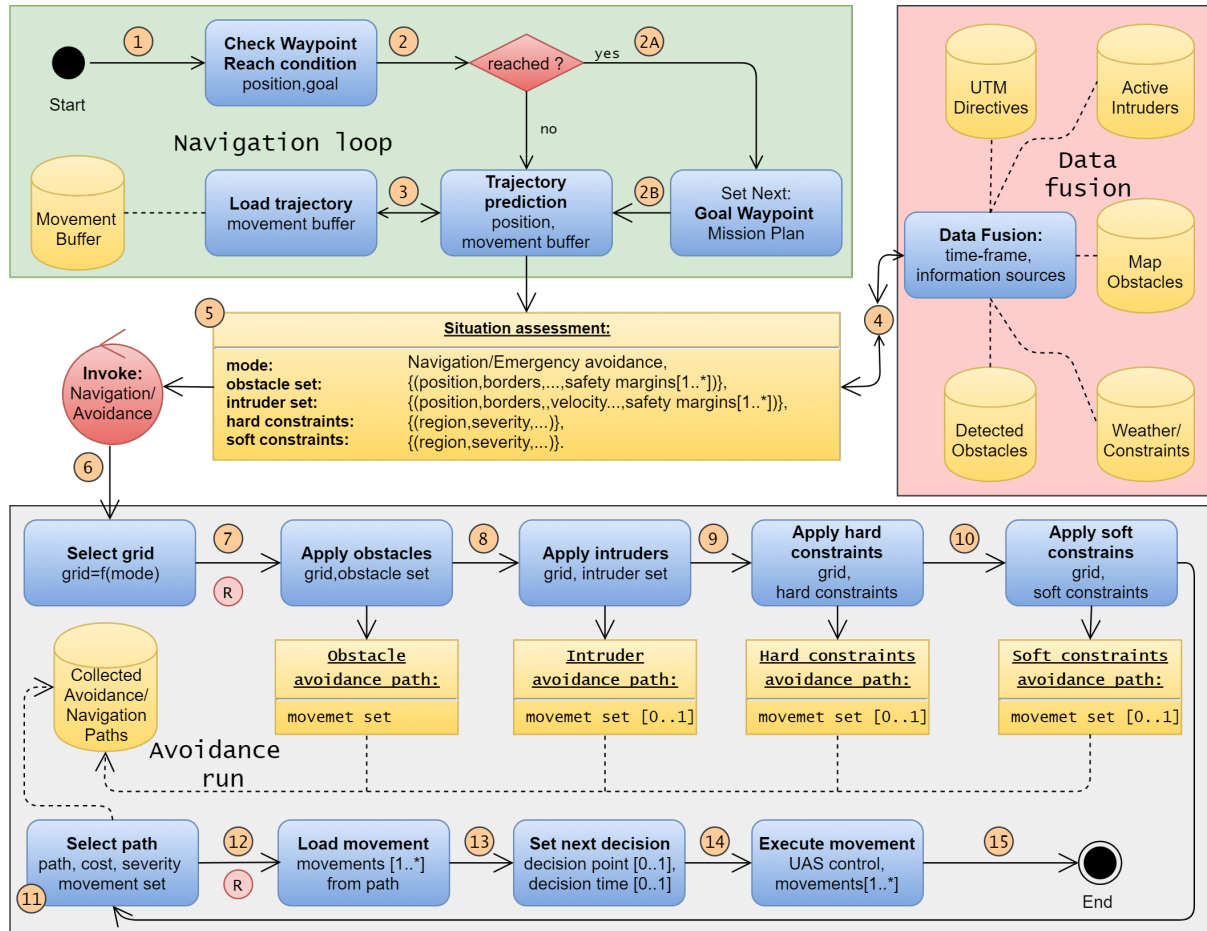 1
Check Waypoint
Reach condition
position,goal
2
reached ?
yes
2A
Start
no
Navigation loop
Movement
Buffer
Load trajectory
movement buffer
3
Trajectory
prediction
position,
movement buffer
2B
Set Next:
Goal Waypoint
Mission Plan
UTM
Directives
Active
Intruders
Data
fusion
Data Fusion:
time-frame,
information sources
Map
Obstacles
4
Detected
Obstacles
Weather/
Constraints
5
Situation assessment:
mode: Navigation/Emergency avoidance,
obstacle set: {(position,borders,...,safety margins[1..*])},
intruder set: {(position,borders,,velocity...,safety margins[1..*])},
hard constraints: {(region,severity,...)},
soft constraints: {(region,severity,...)}.
Invoke:
Navigation/
Avoidance
6
Select grid
grid=f(mode)
7
R
Apply obstacles
grid,obstacle set
8
Apply intruders
grid, intruder set
9
Apply hard
constraints
grid,
hard constraints
10
Apply soft
constrains
grid,
soft constraints
Collected
Avoidance/
Navigation
Paths
Obstacle
avoidance path:
movemet set
Intruder
avoidance path:
movemet set [0..1]
Hard constraints
avoidance path:
movemet set [0..1]
Soft constraints
avoidance path:
movemet set [0..1]
Avoidance
run
Select path
path, cost, severity
movement set
11
12
R
Load movement
movements [1..*]
from path
13
Set next decision
decision point [0..1],
decision time [0..1]
14
Execute movement
UAS control,
movements[1..*]
15
End